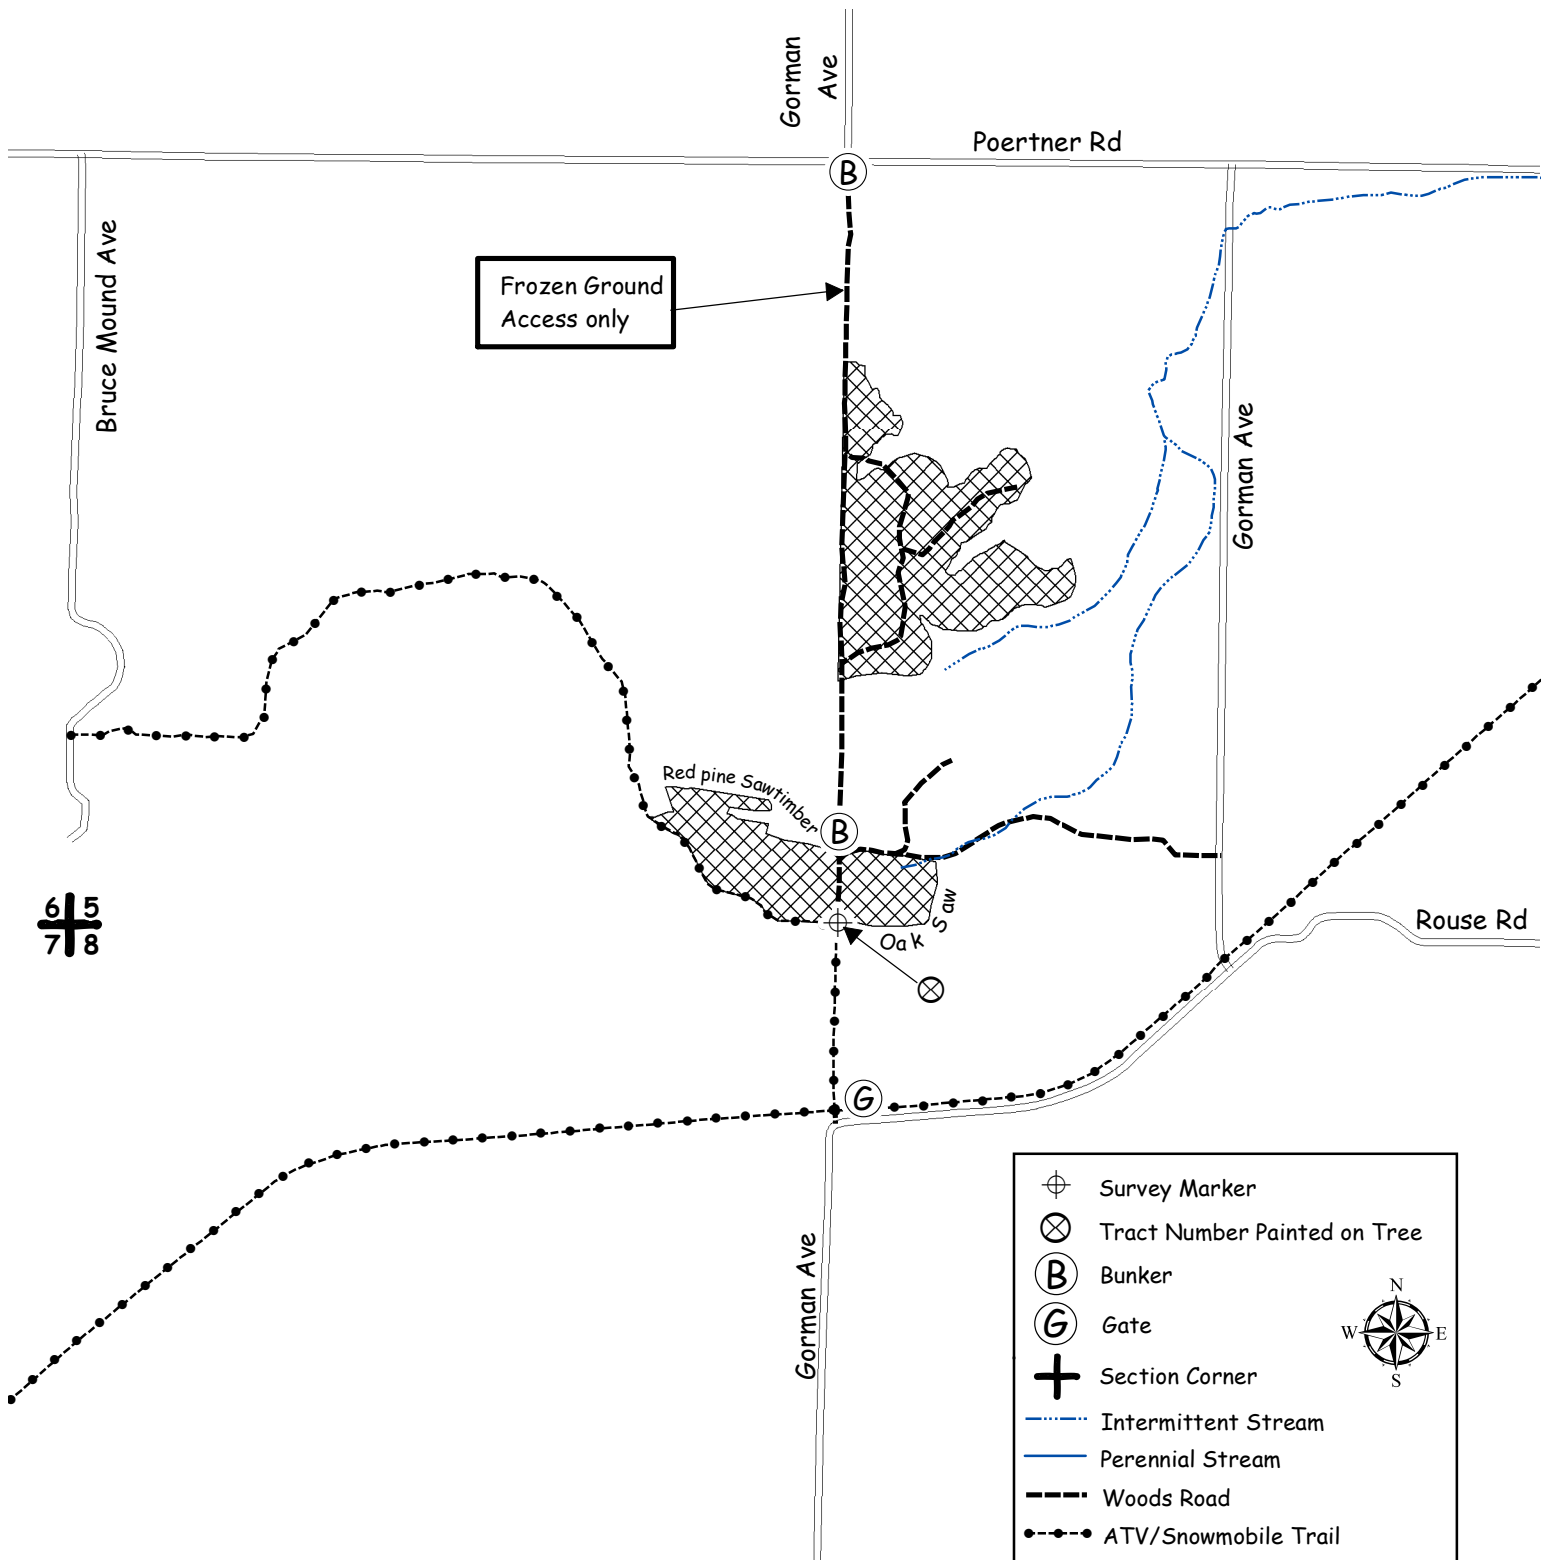 Gorman
Ave
Poertner Rd
B
Bruce Mound Ave
Frozen Ground
Access only
Gorman Ave
Red pine Sawtimber
B
6 5
7 8
Oak Saw
Rouse Rd
G
Gorman Ave
Survey Marker
Tract Number Painted on Tree
B Bunker
G Gate
Section Corner
Intermittent Stream
Perennial Stream
Woods Road
ATV/Snowmobile Trail
N
W E
S